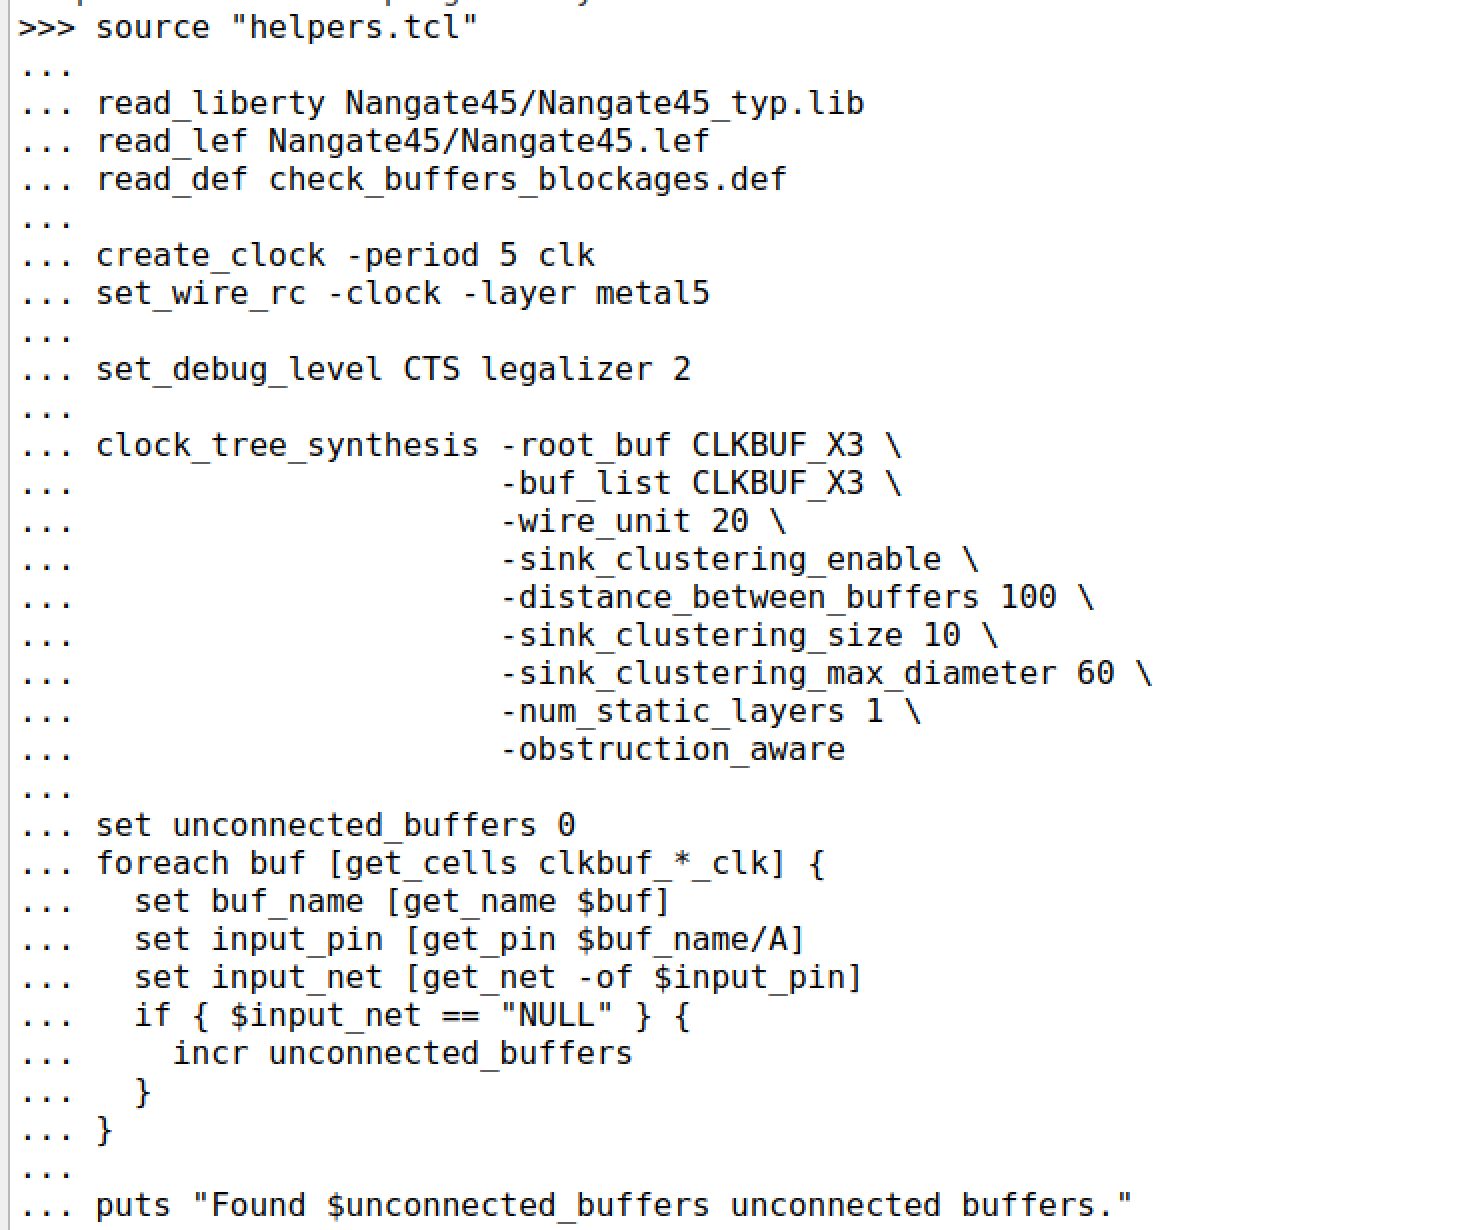 >>> source "helpers.tcl"
...
... read_liberty Nangate45/Nangate45_typ.lib
... read_lef Nangate45/Nangate45.lef
... read_def check_buffers_blockages.def
...
... create_clock -period 5 clk
... set_wire_rc -clock -layer metal5
...
... set_debug_level CTS legalizer 2
...
... clock_tree_synthesis -root_buf CLKBUF_X3 \
...                      -buf_list CLKBUF_X3 \
...                      -wire_unit 20 \
...                      -sink_clustering_enable \
...                      -distance_between_buffers 100 \
...                      -sink_clustering_size 10 \
...                      -sink_clustering_max_diameter 60 \
...                      -num_static_layers 1 \
...                      -obstruction_aware
...
... set unconnected_buffers 0
... foreach buf [get_cells clkbuf_*_clk] {
...   set buf_name [get_name $buf]
...   set input_pin [get_pin $buf_name/A]
...   set input_net [get_net -of $input_pin]
...   if { $input_net == "NULL" } {
...     incr unconnected_buffers
...   }
... }
...
... puts "Found $unconnected_buffers unconnected buffers."